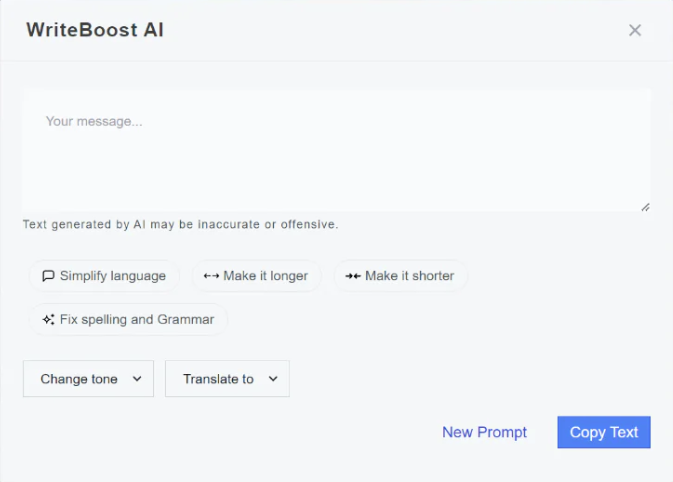 WriteBoost AI
Your message...
Text generated by AI may be inaccurate or offensive.
Simplify language
Make it longer
Make it shorter
Fix spelling and Grammar
Change tone
Translate to
New Prompt
Copy Text